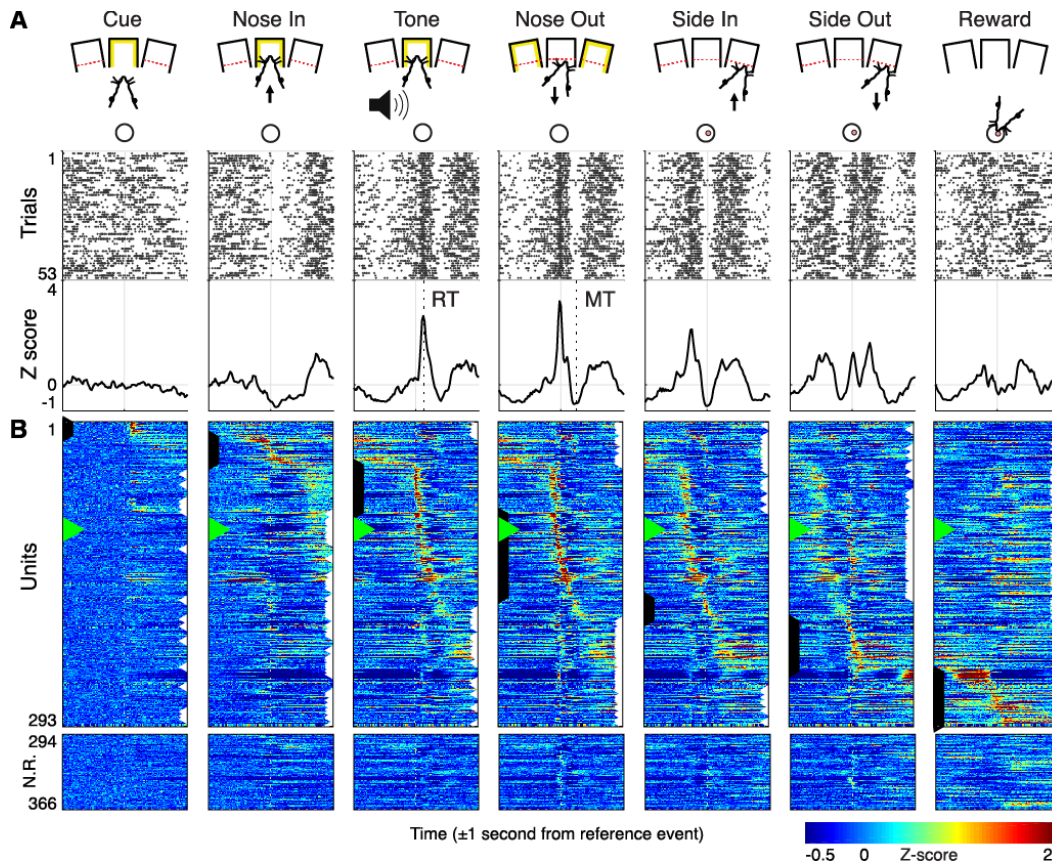 A
Cue Nose In Tone Nose Out Side In Side Out Reward
1
Trials
53
4
RT MT
Z score
0
-1
B
1
Units
293
294
N.R.
366
Time (±1 second from reference event)
-0.5 0 Z-score 2